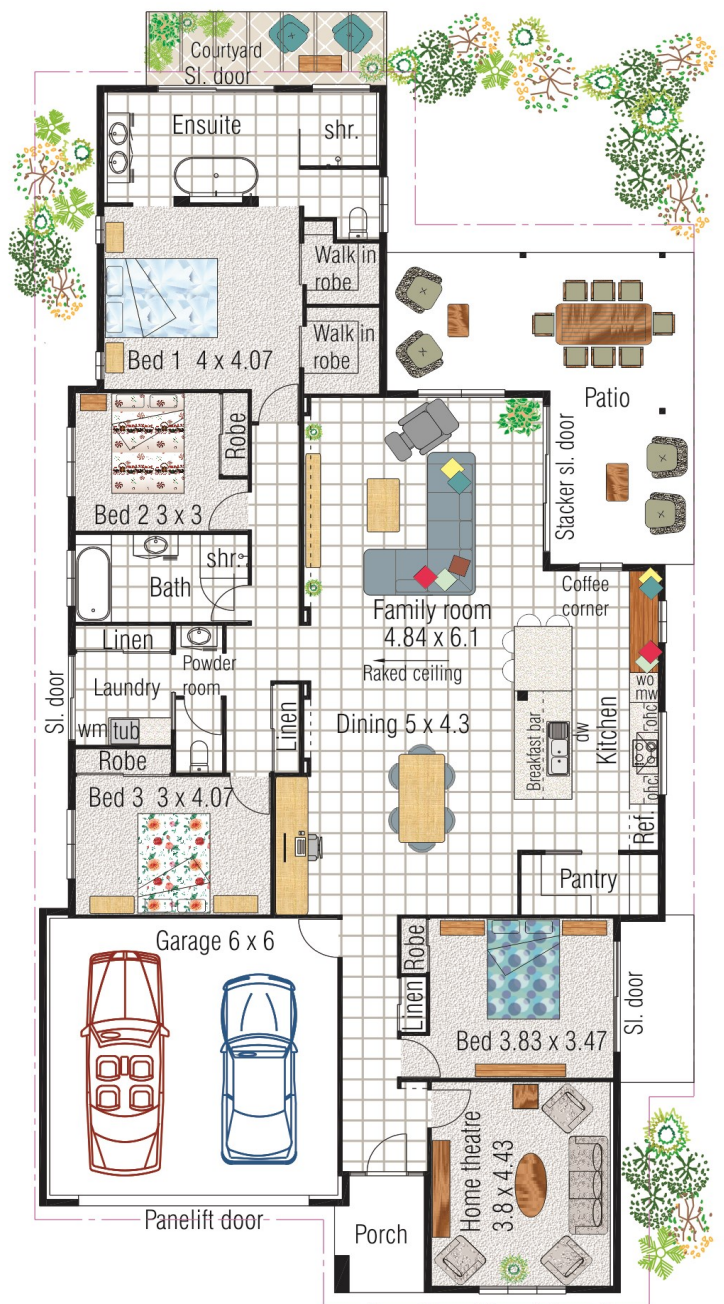 Courtyard
Sl. door
Ensuite
shr.
Walk in
robe
Walk in
robe
Bed 1 4 x 4.07
Patio
Robe
Stacker sl. door
Bed 2 3 x 3
shr.
Bath
Coffee
corner
Family room
4.84 x 6.1
Raked ceiling
Linen
Powder
room
Laundry
Sl. door
wm
tub
wo
mw
ohc
ohc
Linen
Dining 5 x 4.3
Breakfast bar
dw
Kitchen
Robe
Bed 3 3 x 4.07
Ref.
Pantry
Garage 6 x 6
Robe
Linen
Sl. door
Bed 3.83 x 3.47
Home theatre
3.8 x 4.43
Panelift door
Porch